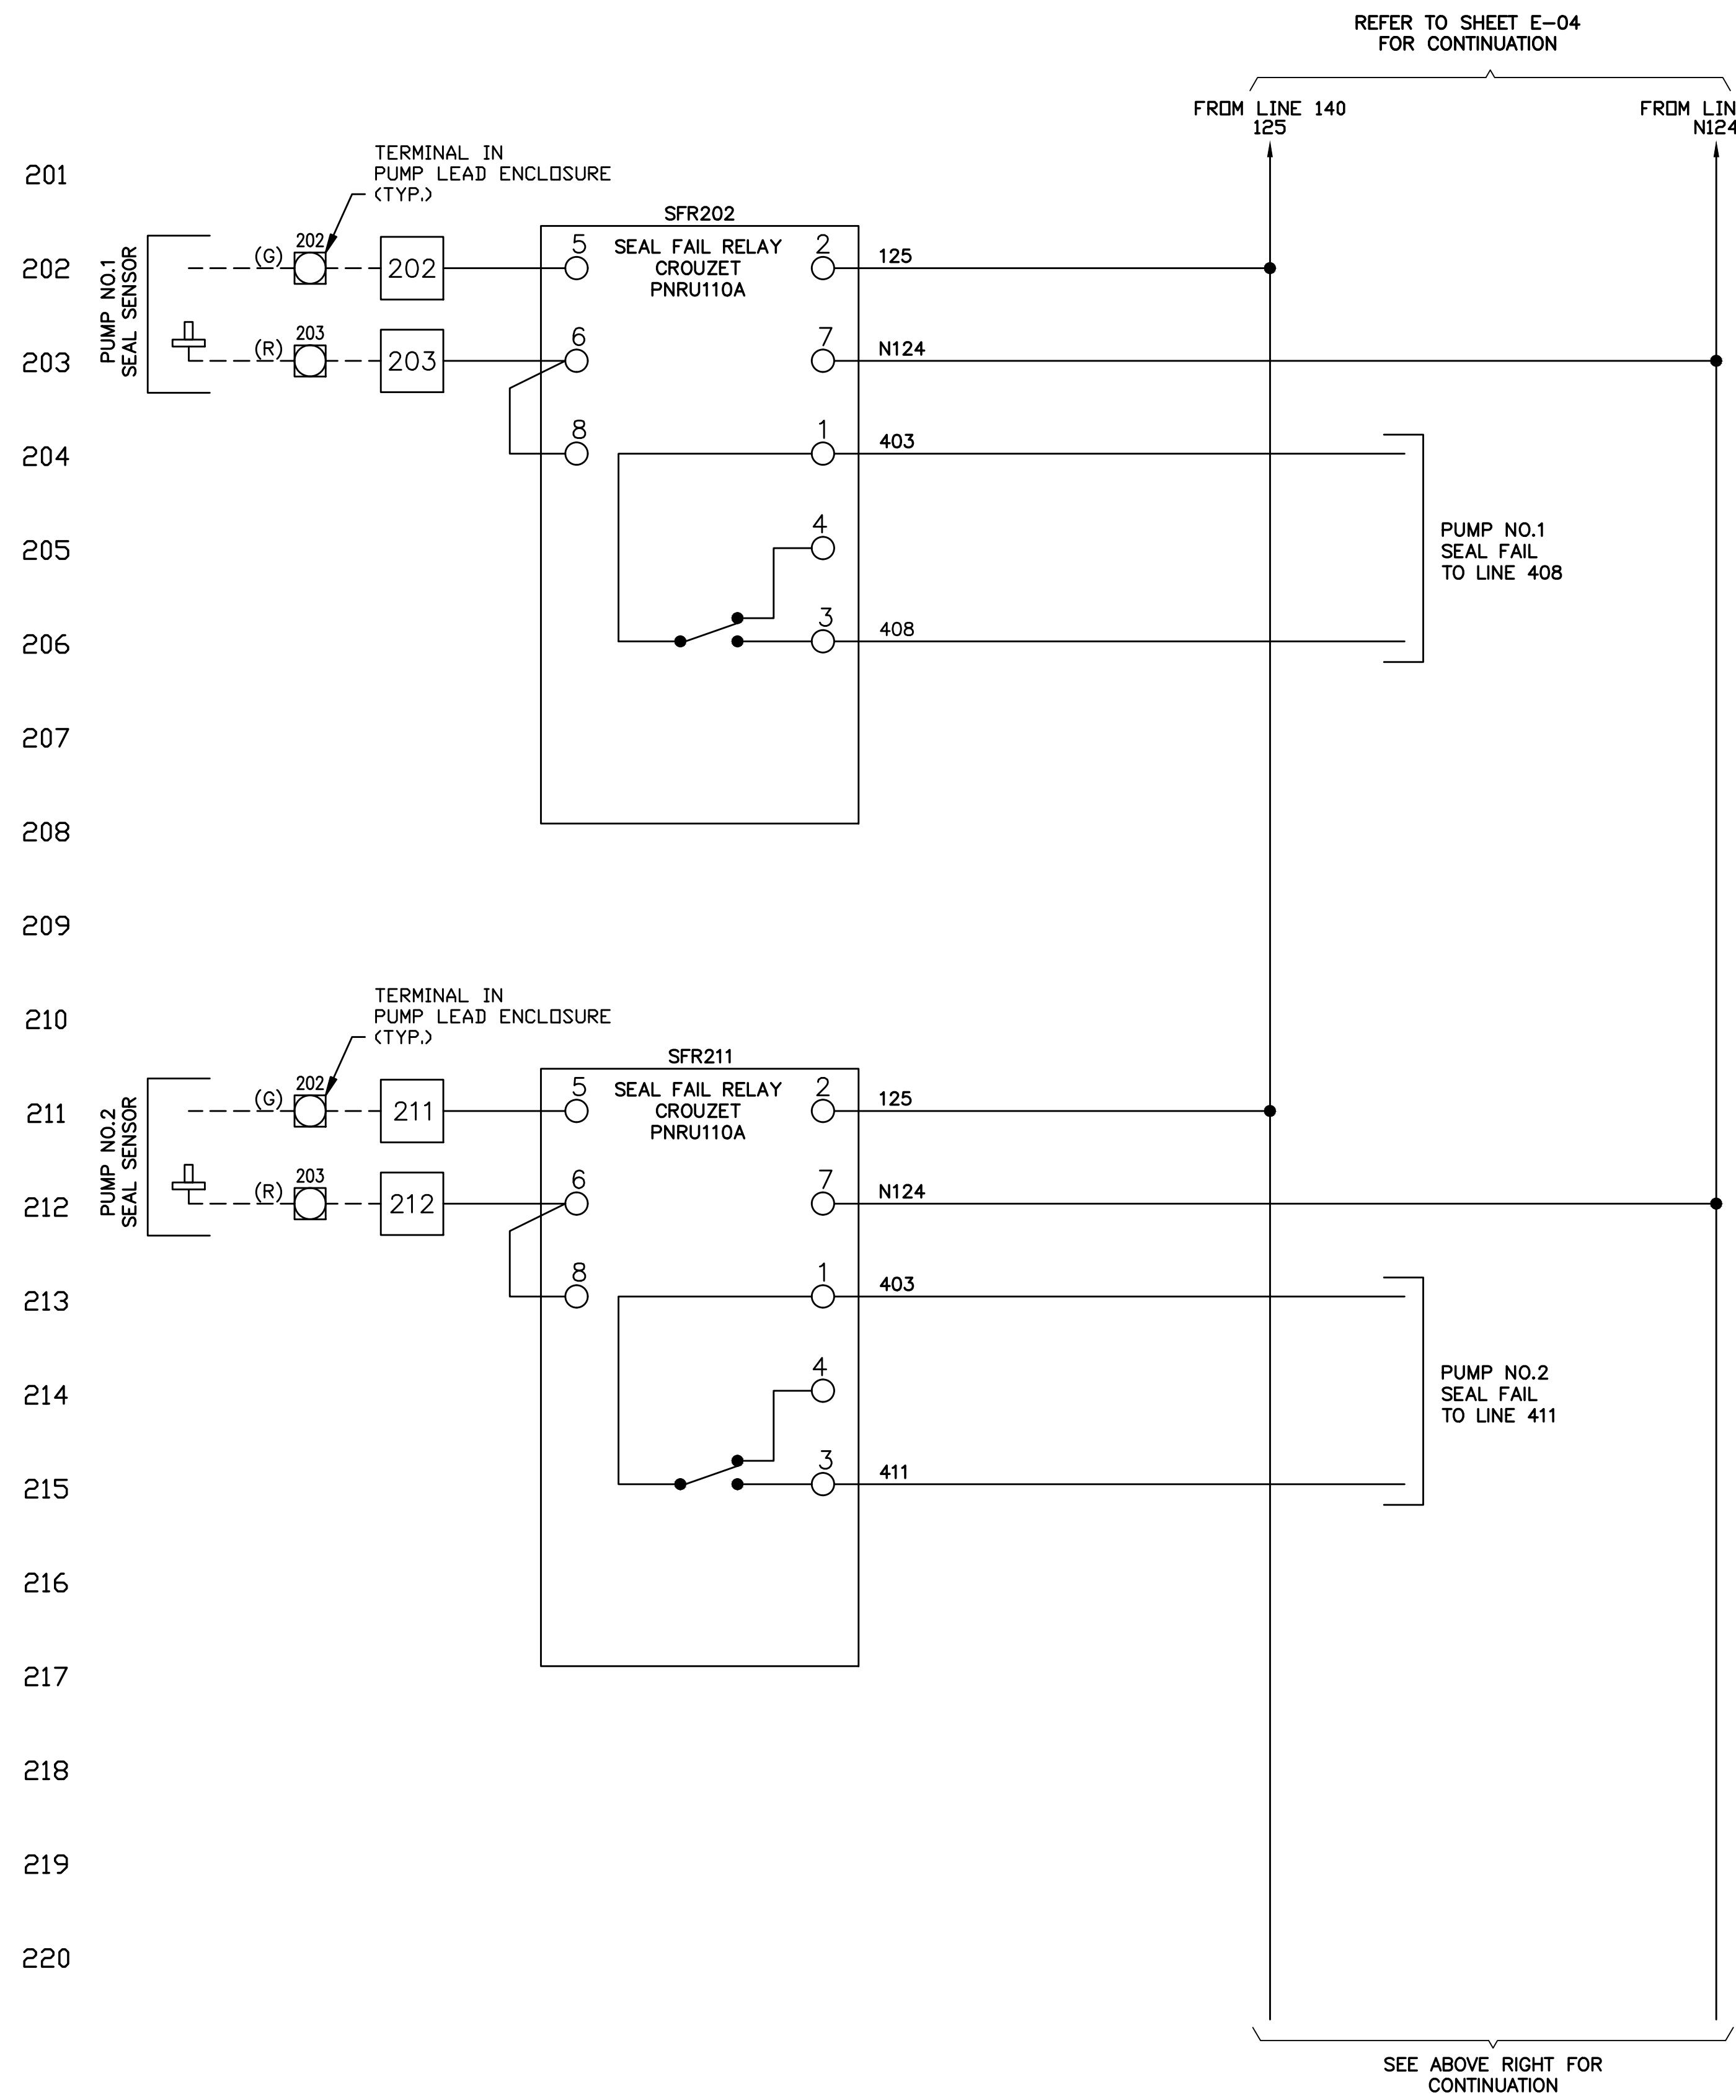 REFER TO SHEET E-04
FOR CONTINUATION
FROM LINE 140
125
FROM LIN
N124
201
TERMINAL IN
PUMP LEAD ENCLOSURE
(TYP.)
SFR202
202
PUMP NO.1
SEAL SENSOR
(G)
202
202
5
SEAL FAIL RELAY
CROUZET
PNRU110A
2
125
203
(R)
203
203
6
7
N124
204
8
1
403
205
4
PUMP NO.1
SEAL FAIL
TO LINE 408
206
3
408
207
208
209
210
TERMINAL IN
PUMP LEAD ENCLOSURE
(TYP.)
SFR211
211
PUMP NO.2
SEAL SENSOR
(G)
202
211
5
SEAL FAIL RELAY
CROUZET
PNRU110A
2
125
212
(R)
203
212
6
7
N124
213
8
1
403
214
4
PUMP NO.2
SEAL FAIL
TO LINE 411
215
3
411
216
217
218
219
220
SEE ABOVE RIGHT FOR
CONTINUATION